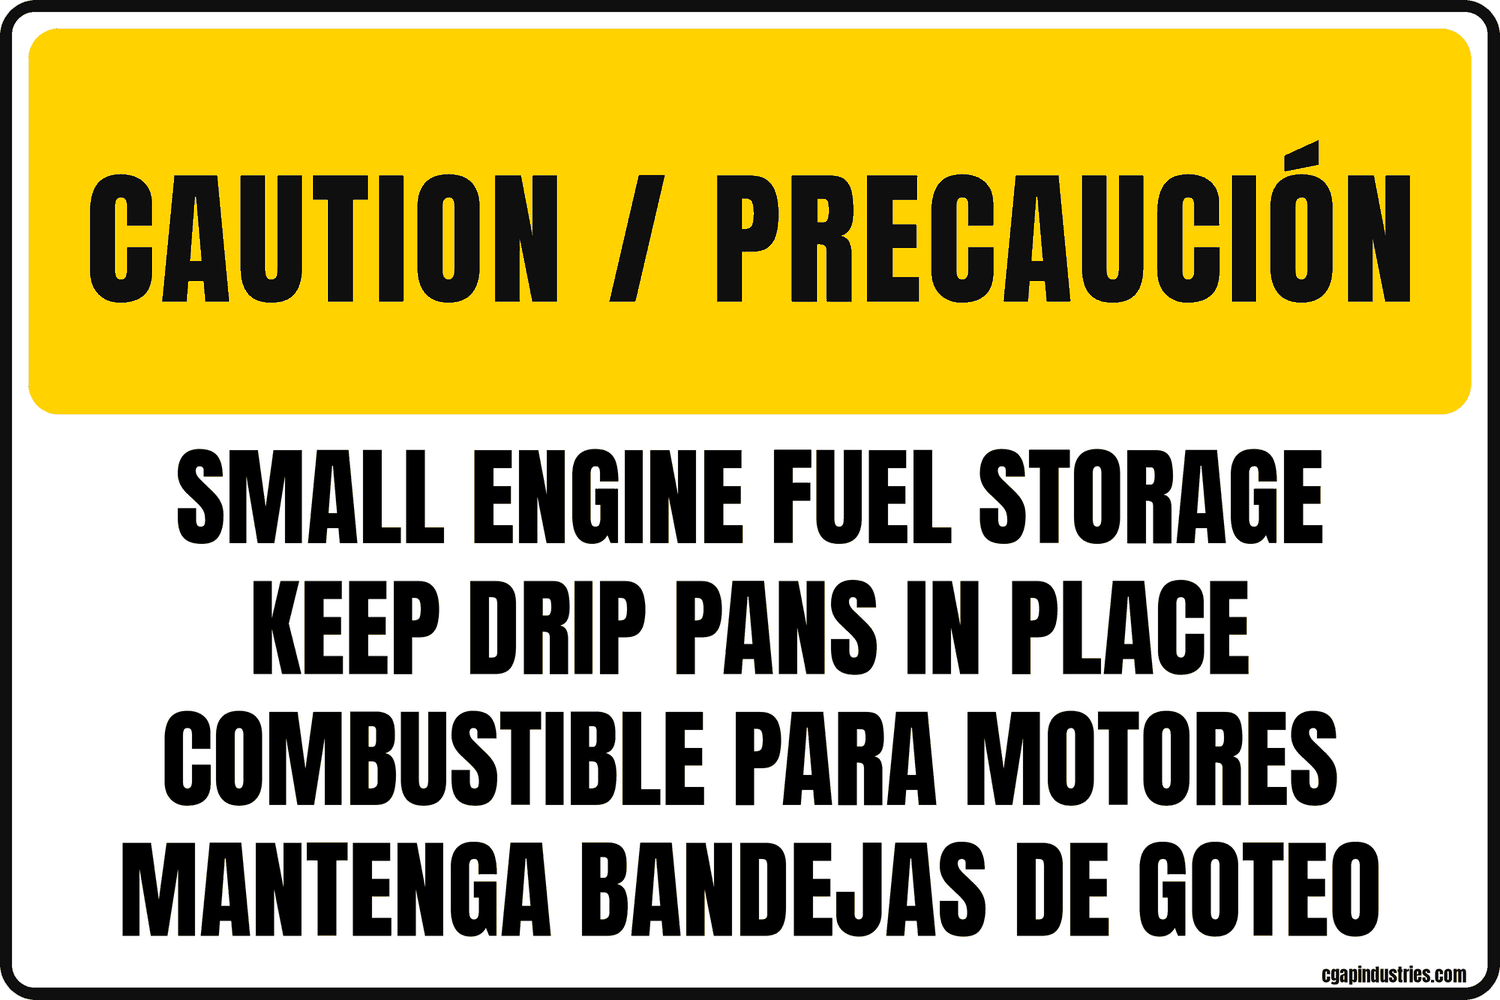 CAUTION / PRECAUCIÓN
SMALL ENGINE FUEL STORAGE
KEEP DRIP PANS IN PLACE
COMBUSTIBLE PARA MOTORES
MANTENGA BANDEJAS DE GOTEO
cgapindustries.com